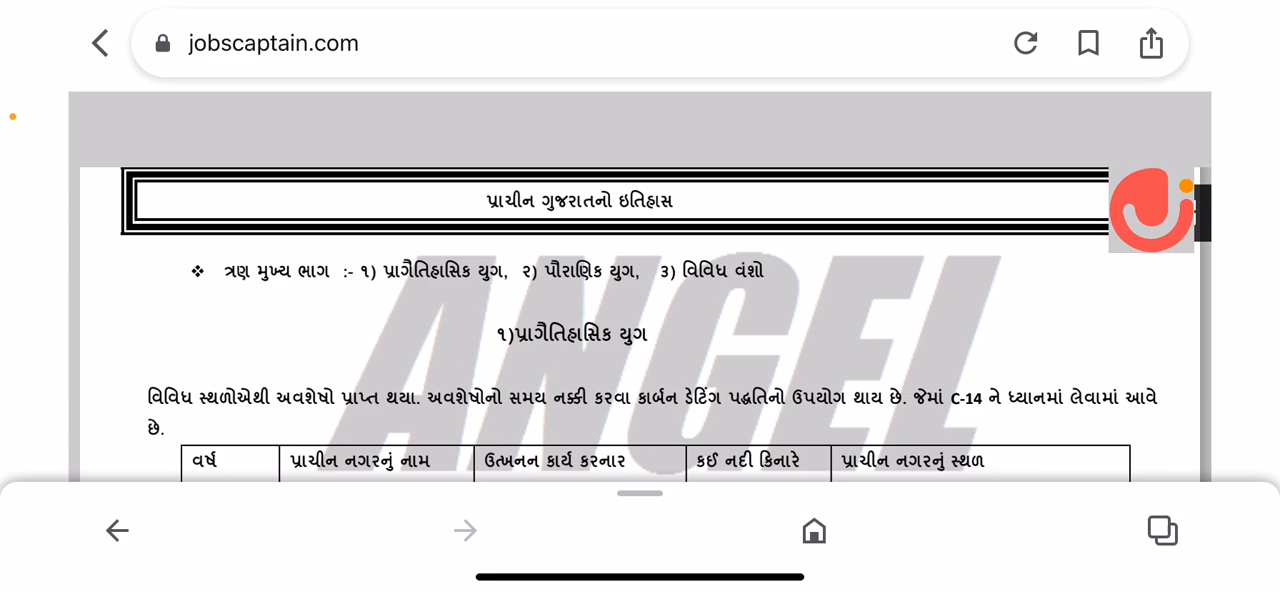 jobscaptain.com
પ્રાચીન ગુજરાતનો ઇતિહાસ
❖ ત્રણ મુખ્ય ભાગ :- ૧) પ્રાગૈતિહાસિક યુગ, ૨) પૌરાણિક યુગ, ૩) વિવિધ વંશો
ANGEL
૧)પ્રાગૈતિહાસિક યુગ
વિવિધ સ્થળોએથી અવશેષો પ્રાપ્ત થયા. અવશેષોનો સમય નક્કી કરવા કાર્બન ડેટિંગ પદ્ધતિનો ઉપયોગ થાય છે. જેમાં C-14 ને ધ્યાનમાં લેવામાં આવે
છે.
વર્ષ પ્રાચીન નગરનું નામ ઉત્ખનન કાર્ય કરનાર કઈ નદી કિનારે પ્રાચીન નગરનું સ્થળ